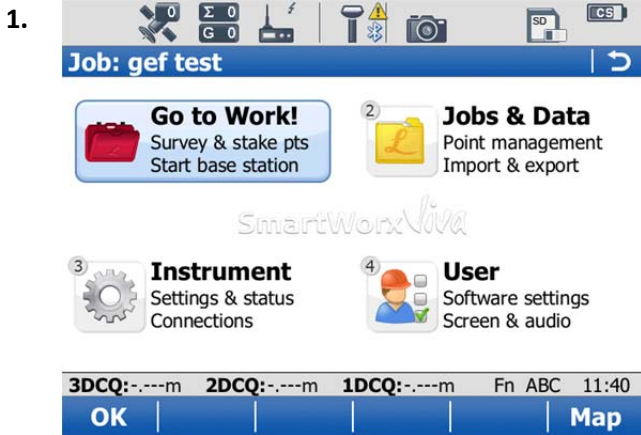 1.
0 Σ 0 G 0 SD CS
Job: gef test
Go to Work!
Survey & stake pts
Start base station
2 Jobs & Data
Point management
Import & export
SmartWorx Viva
3 Instrument
Settings & status
Connections
4 User
Software settings
Screen & audio
3DCQ:-.---m 2DCQ:-.---m 1DCQ:-.---m Fn ABC 11:40
OK Map